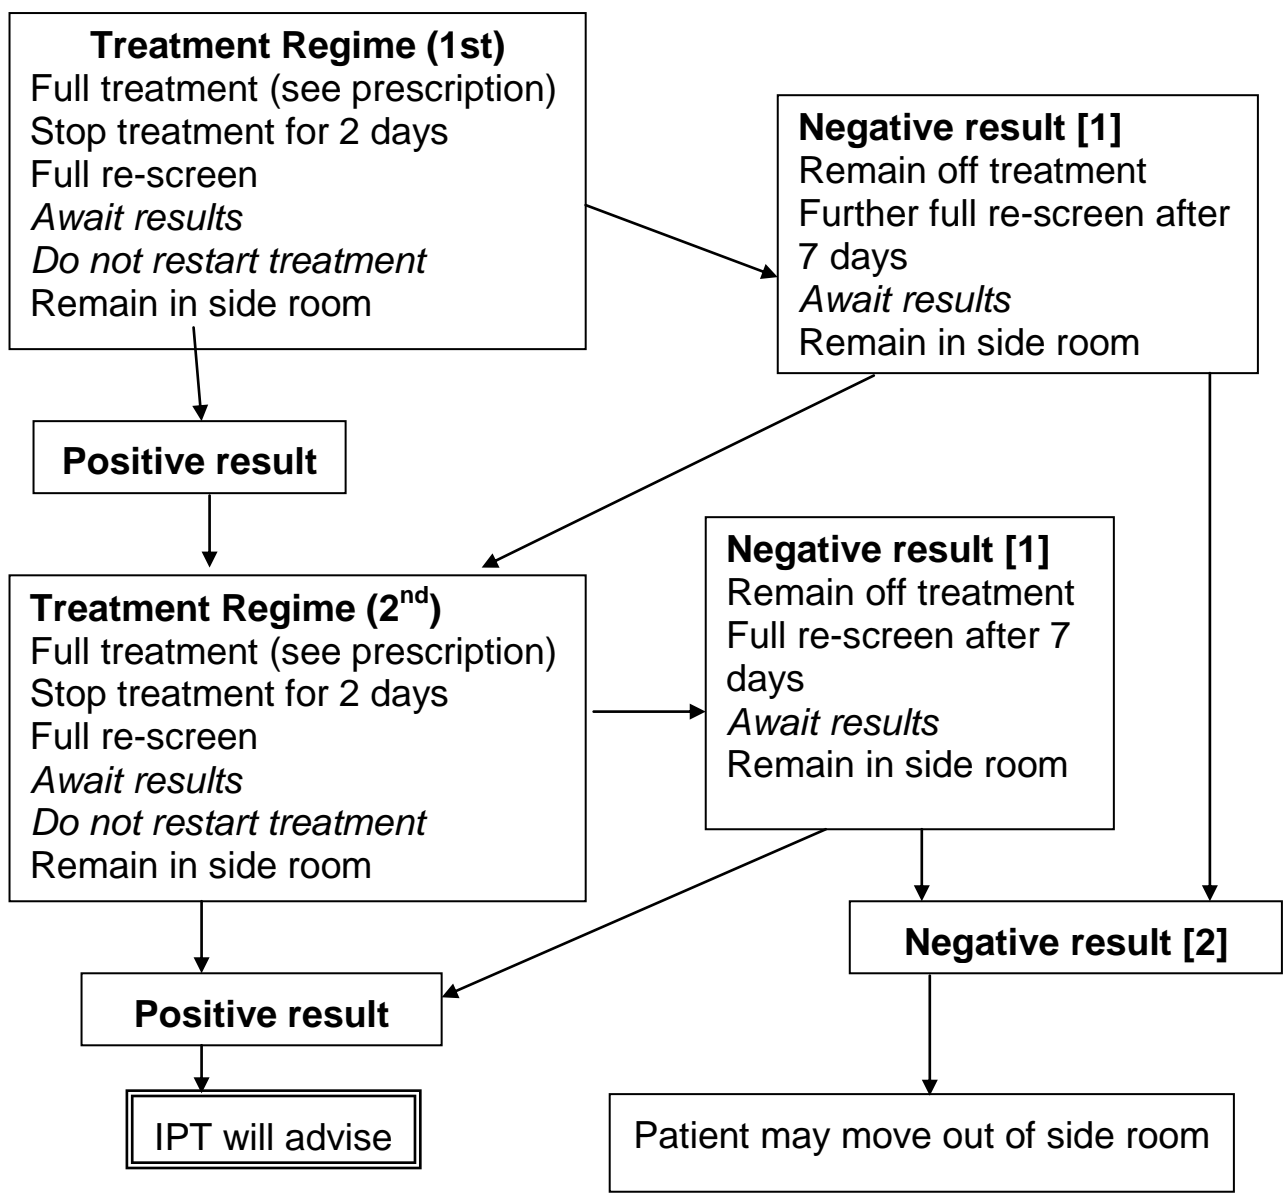 Treatment Regime (1st)
Full treatment (see prescription)
Stop treatment for 2 days
Full re-screen
Await results
Do not restart treatment
Remain in side room
Negative result [1]
Remain off treatment
Further full re-screen after
7 days
Await results
Remain in side room
Positive result
Treatment Regime (2nd)
Full treatment (see prescription)
Stop treatment for 2 days
Full re-screen
Await results
Do not restart treatment
Remain in side room
Negative result [1]
Remain off treatment
Full re-screen after 7
days
Await results
Remain in side room
Negative result [2]
Positive result
IPT will advise
Patient may move out of side room